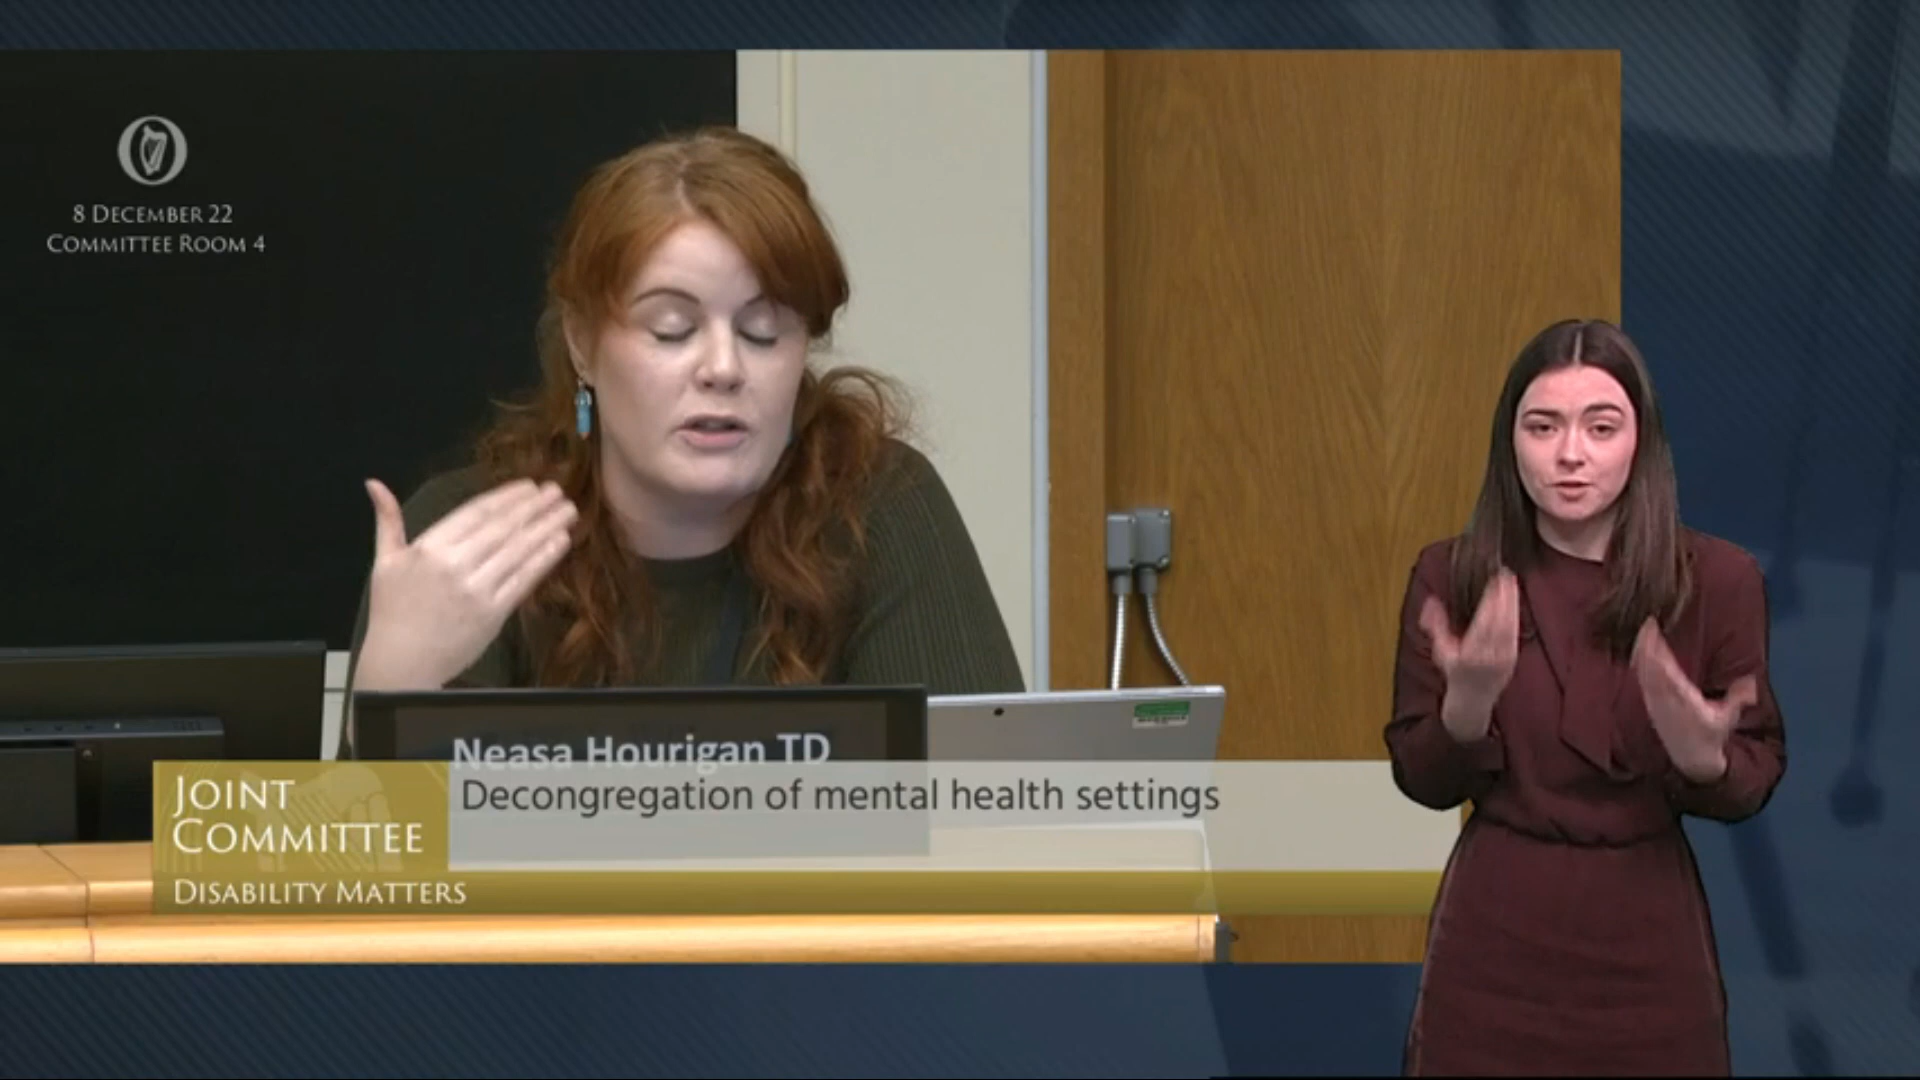 8 December 22
Committee Room 4
Neasa Hourigan TD
Decongregation of mental health settings
Joint
Committee
Disability Matters